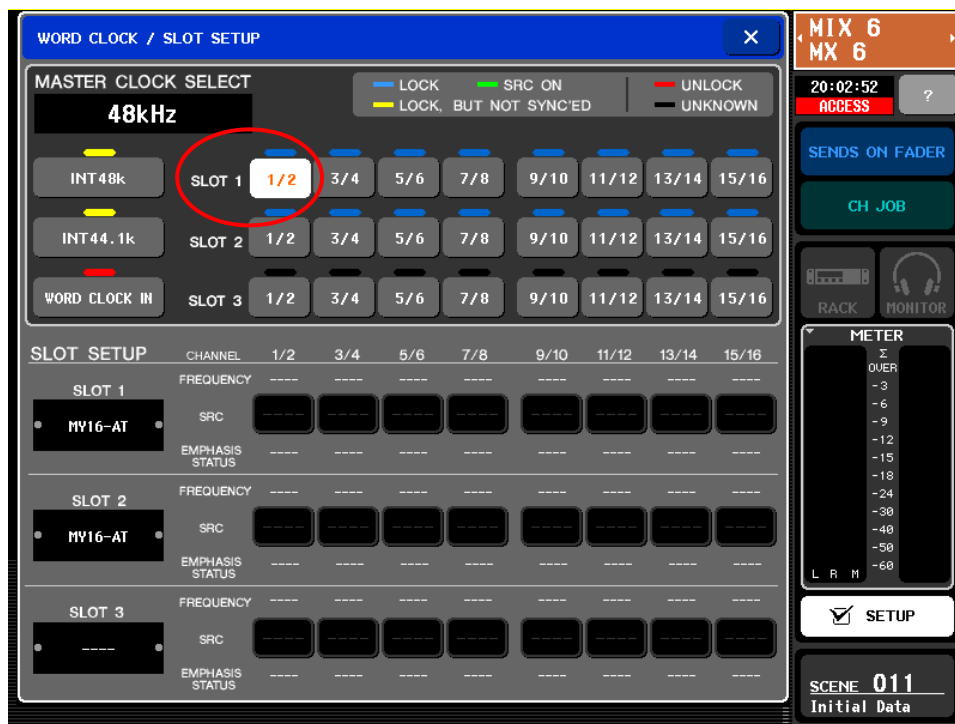 WORD CLOCK / SLOT SETUP
MASTER CLOCK SELECT
48kHz
LOCK SRC ON UNLOCK
LOCK, BUT NOT SYNC'ED UNKNOWN
INT48k SLOT 1 1/2 3/4 5/6 7/8 9/10 11/12 13/14 15/16
INT44.1k SLOT 2 1/2 3/4 5/6 7/8 9/10 11/12 13/14 15/16
WORD CLOCK IN SLOT 3 1/2 3/4 5/6 7/8 9/10 11/12 13/14 15/16
SLOT SETUP CHANNEL 1/2 3/4 5/6 7/8 9/10 11/12 13/14 15/16
SLOT 1
MY16-AT
FREQUENCY ---- ---- ---- ---- ---- ---- ---- ----
SRC ---- ---- ---- ---- ---- ---- ---- ----
EMPHASIS
STATUS ---- ---- ---- ---- ---- ---- ---- ----
SLOT 2
MY16-AT
FREQUENCY ---- ---- ---- ---- ---- ---- ---- ----
SRC ---- ---- ---- ---- ---- ---- ---- ----
EMPHASIS
STATUS ---- ---- ---- ---- ---- ---- ---- ----
SLOT 3
----
FREQUENCY ---- ---- ---- ---- ---- ---- ---- ----
SRC ---- ---- ---- ---- ---- ---- ---- ----
EMPHASIS
STATUS ---- ---- ---- ---- ---- ---- ---- ----
MIX 6
MX 6
20:02:52
ACCESS
?
SENDS ON FADER
CH JOB
RACK MONITOR
METER
Σ
OVER
-3
-6
-9
-12
-15
-18
-24
-30
-40
-50
-60
L R M
SETUP
SCENE 011
Initial Data